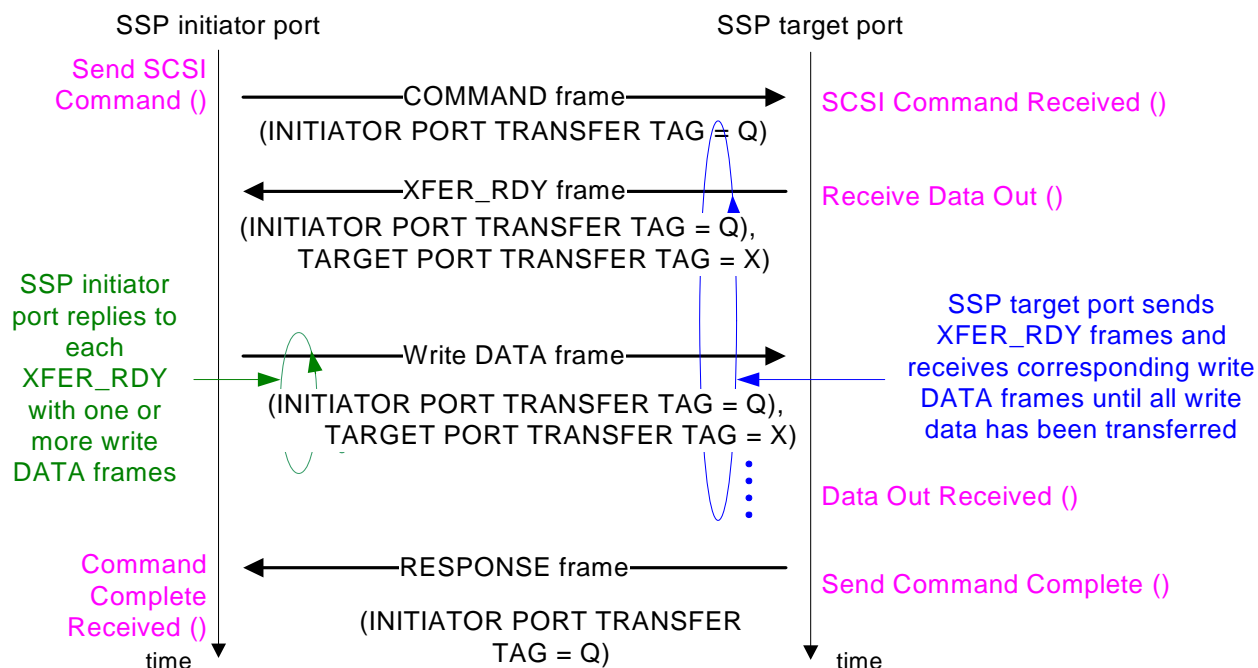 SSP initiator port
SSP target port
Send SCSI
Command ()
COMMAND frame
SCSI Command Received ()
(INITIATOR PORT TRANSFER TAG = Q)
XFER_RDY frame
Receive Data Out ()
(INITIATOR PORT TRANSFER TAG = Q),
TARGET PORT TRANSFER TAG = X)
SSP initiator
port replies to
each
XFER_RDY
with one or
more write
DATA frames
Write DATA frame
(INITIATOR PORT TRANSFER TAG = Q),
TARGET PORT TRANSFER TAG = X)
SSP target port sends
XFER_RDY frames and
receives corresponding write
DATA frames until all write
data has been transferred
Data Out Received ()
Command
Complete
Received ()
RESPONSE frame
Send Command Complete ()
(INITIATOR PORT TRANSFER
TAG = Q)
time
time